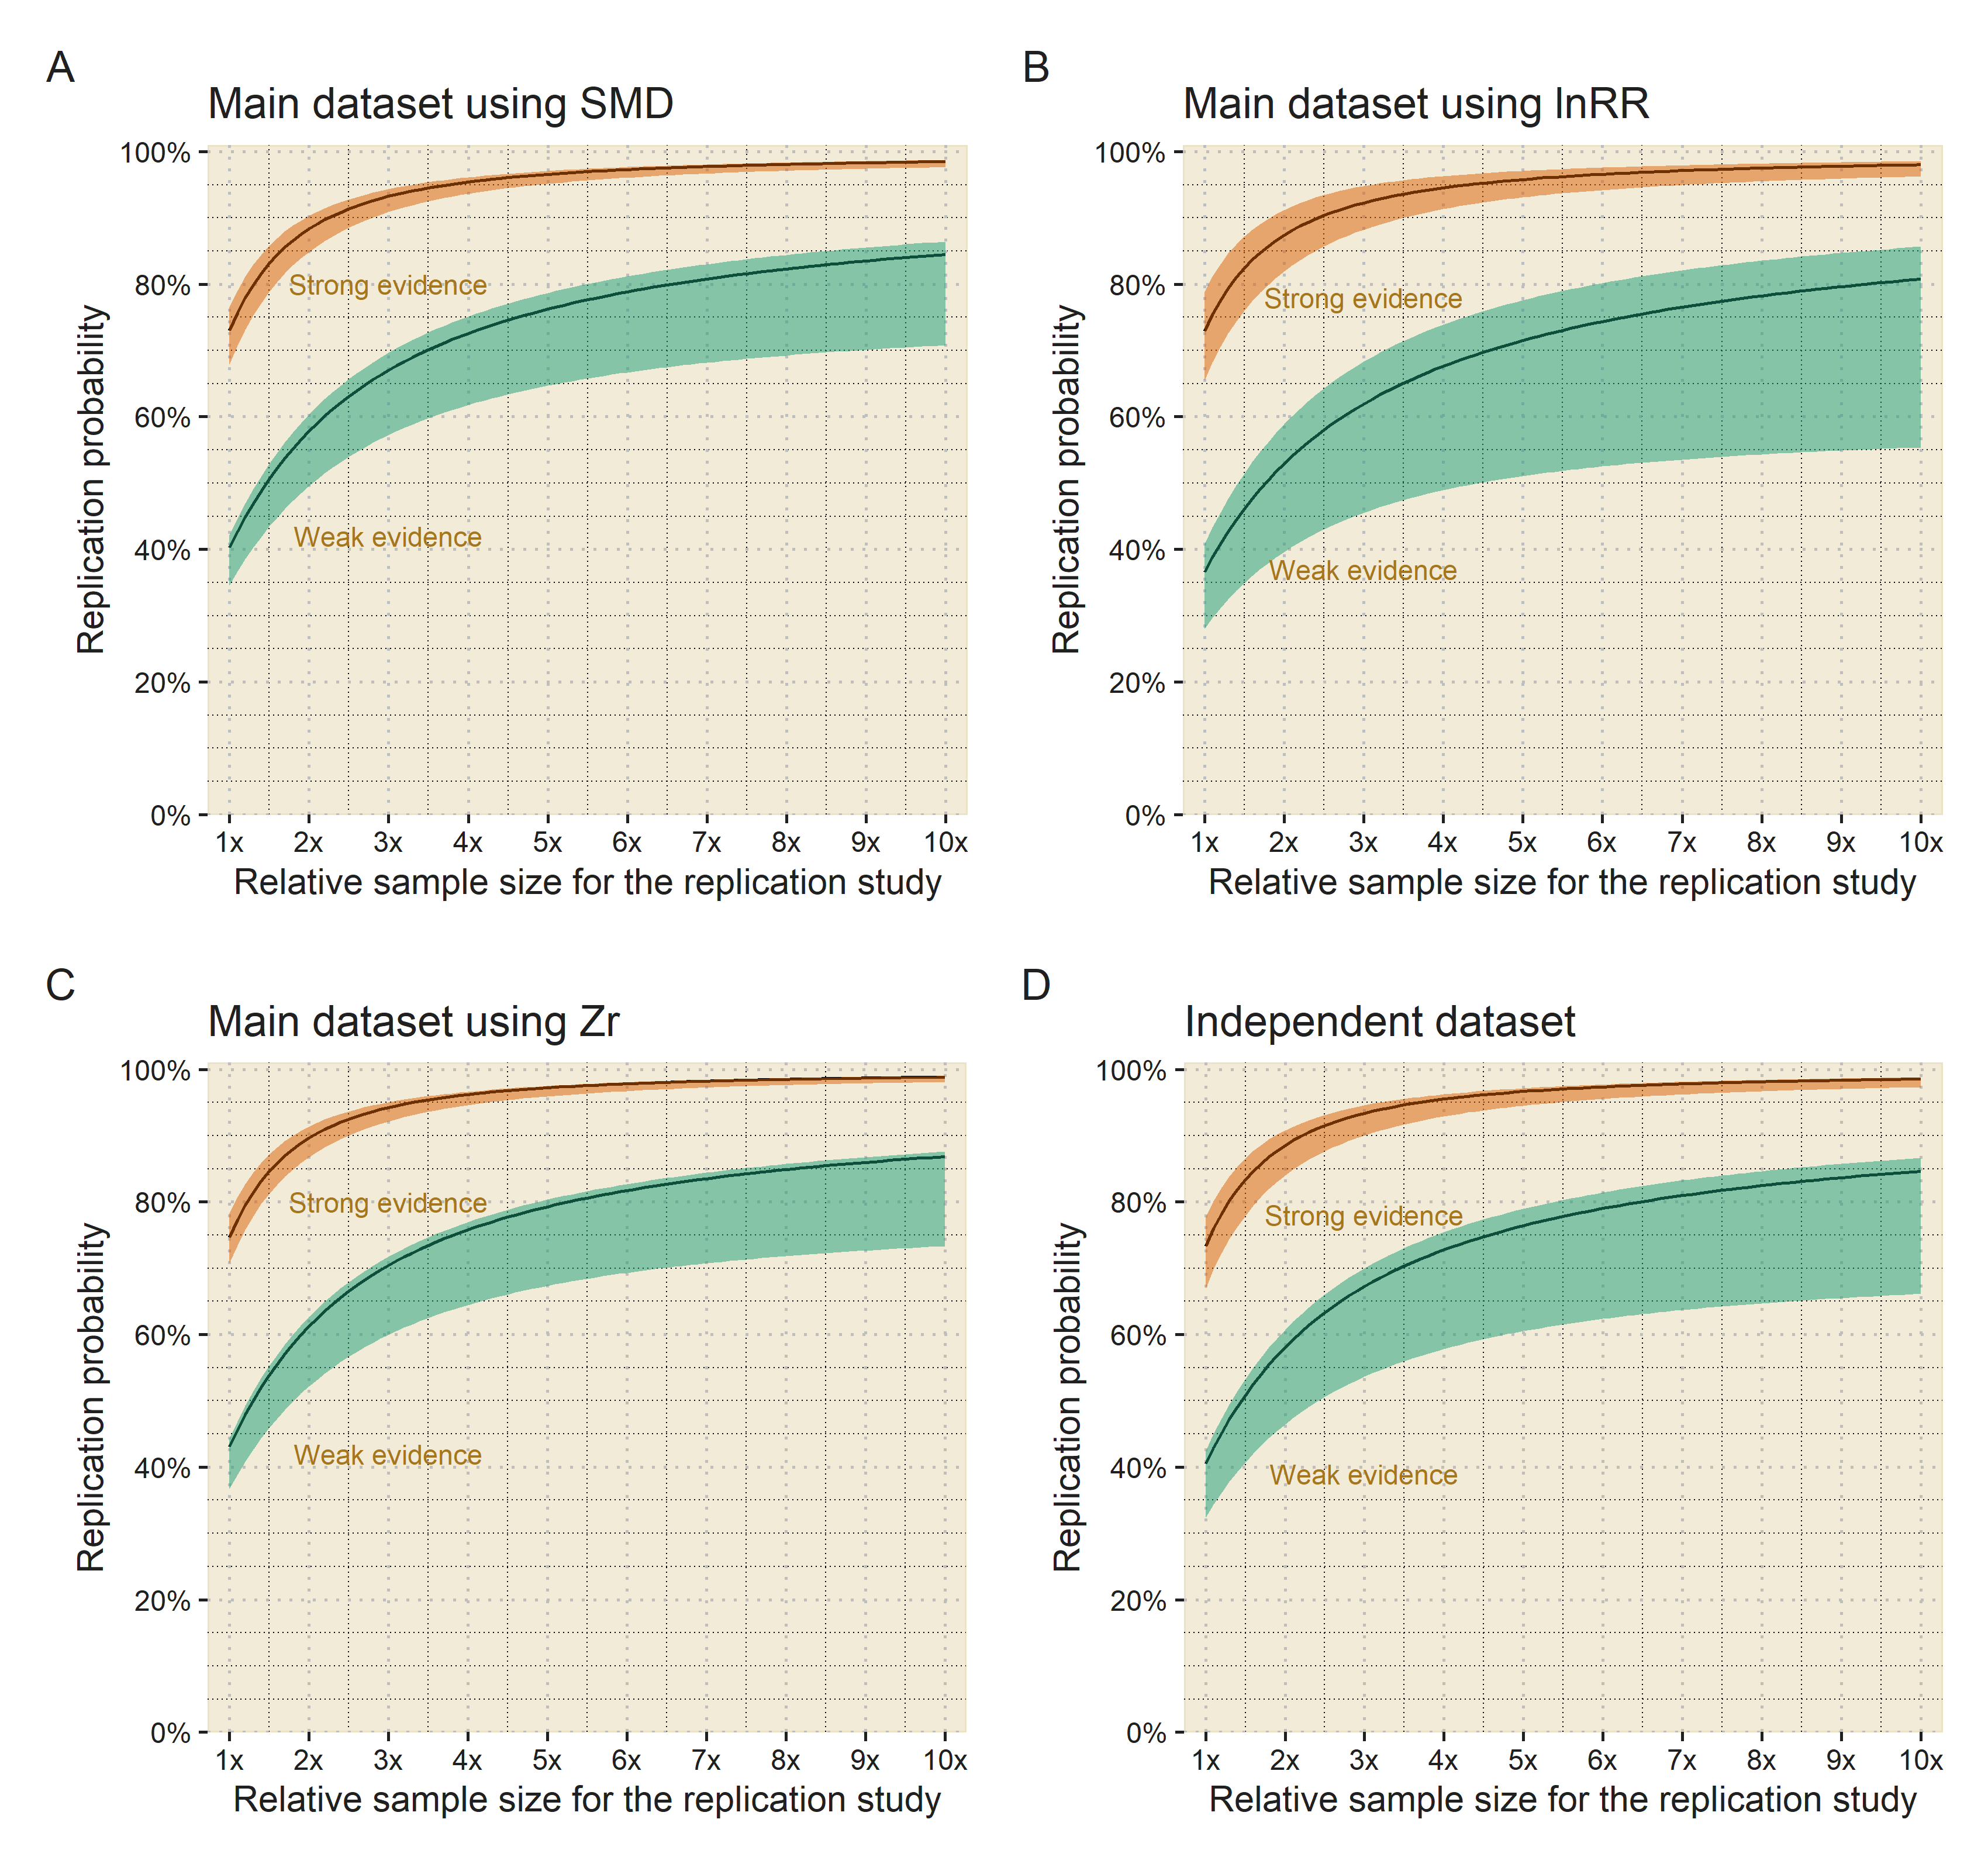 A
Main dataset using SMD
100%
80%
60%
40%
20%
0%
Replication probability
Strong evidence
Weak evidence
1x 2x 3x 4x 5x 6x 7x 8x 9x 10x
Relative sample size for the replication study
B
Main dataset using lnRR
100%
80%
60%
40%
20%
0%
Replication probability
Strong evidence
Weak evidence
1x 2x 3x 4x 5x 6x 7x 8x 9x 10x
Relative sample size for the replication study
C
Main dataset using Zr
100%
80%
60%
40%
20%
0%
Replication probability
Strong evidence
Weak evidence
1x 2x 3x 4x 5x 6x 7x 8x 9x 10x
Relative sample size for the replication study
D
Independent dataset
100%
80%
60%
40%
20%
0%
Replication probability
Strong evidence
Weak evidence
1x 2x 3x 4x 5x 6x 7x 8x 9x 10x
Relative sample size for the replication study